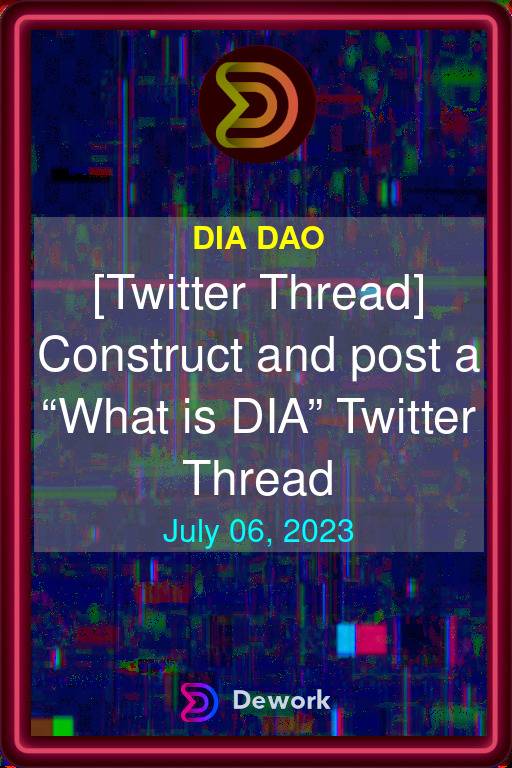 DIA DAO
[Twitter Thread]
Construct and post a
“What is DIA” Twitter
Thread
July 06, 2023
Dework